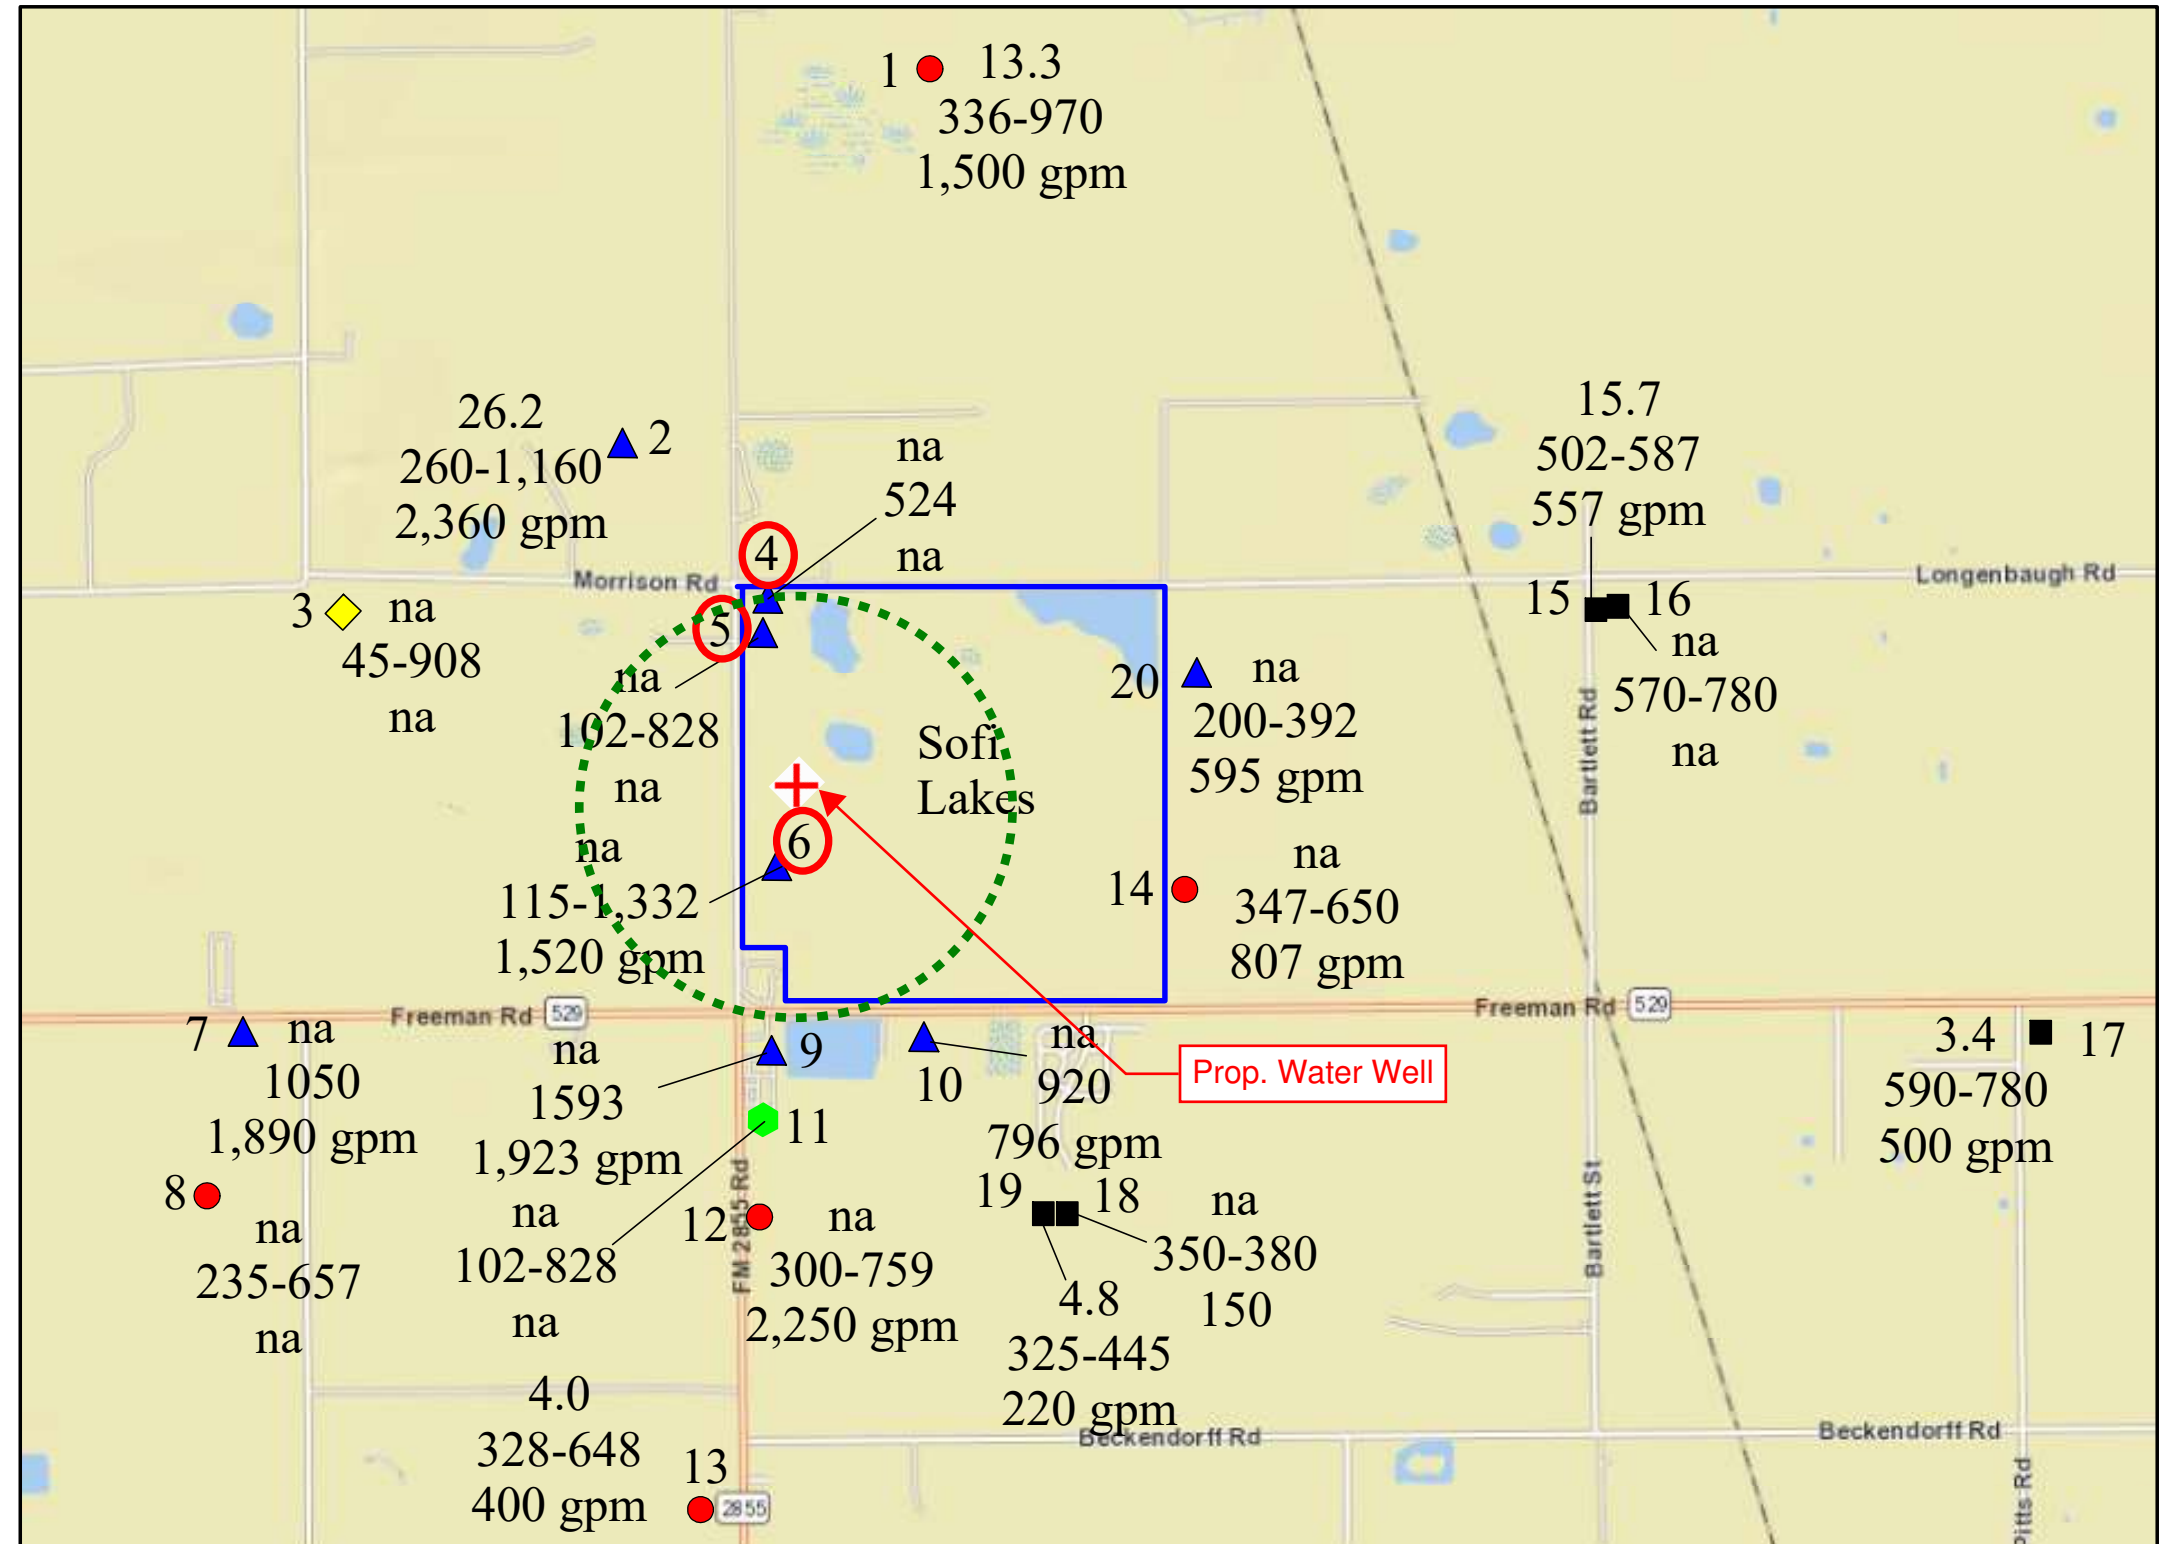 1
13.3
336-970
1,500 gpm
26.2
260-1,160
2,360 gpm
2
na
524
na
4
15.7
502-587
557 gpm
Morrison Rd
Longenbaugh Rd
3
na
45-908
na
5
na
102-828
na
15
16
na
570-780
na
20
na
200-392
595 gpm
Sofi
Lakes
Bartlett Rd
6
na
115-1,332
1,520 gpm
14
na
347-650
807 gpm
Freeman Rd
529
Freeman Rd
529
7
na
1050
1,890 gpm
na
1593
1,923 gpm
9
10
na
920
796 gpm
Prop. Water Well
3.4
590-780
500 gpm
17
11
na
102-828
na
8
na
235-657
na
12
na
300-759
2,250 gpm
FM 2855 Rd
19
18
na
350-380
150
4.8
325-445
220 gpm
Bartlett St
4.0
328-648
400 gpm
13
2855
Beckendorff Rd
Beckendorff Rd
Pitts Rd